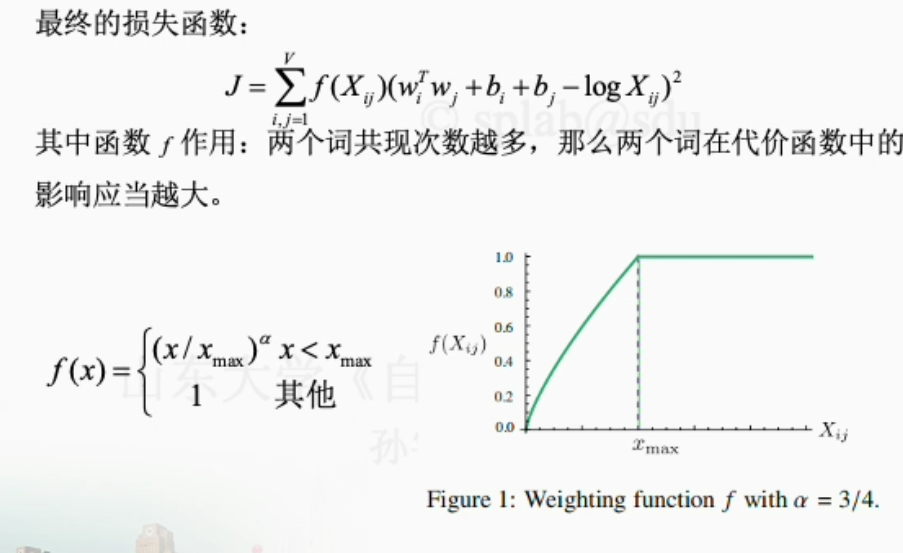 最终的损失函数：
J = \sum_{i,j=1}^{V} f(X_{ij})(w_i^T w_j + b_i + b_j - \log X_{ij})^2
© splab@sdu
其中函数 f 作用：两个词共现次数越多，那么两个词在代价函数中的
影响应当越大。
f(x) = \begin{cases} (x/x_{\max})^{\alpha} & x < x_{\max} \\ 1 & 其他 \end{cases}
山东大学《自
1.0
0.8
0.6
f(X_{ij})
0.4
0.2
0.0
X_{ij}
x_{\max}
Figure 1: Weighting function f with α = 3/4.